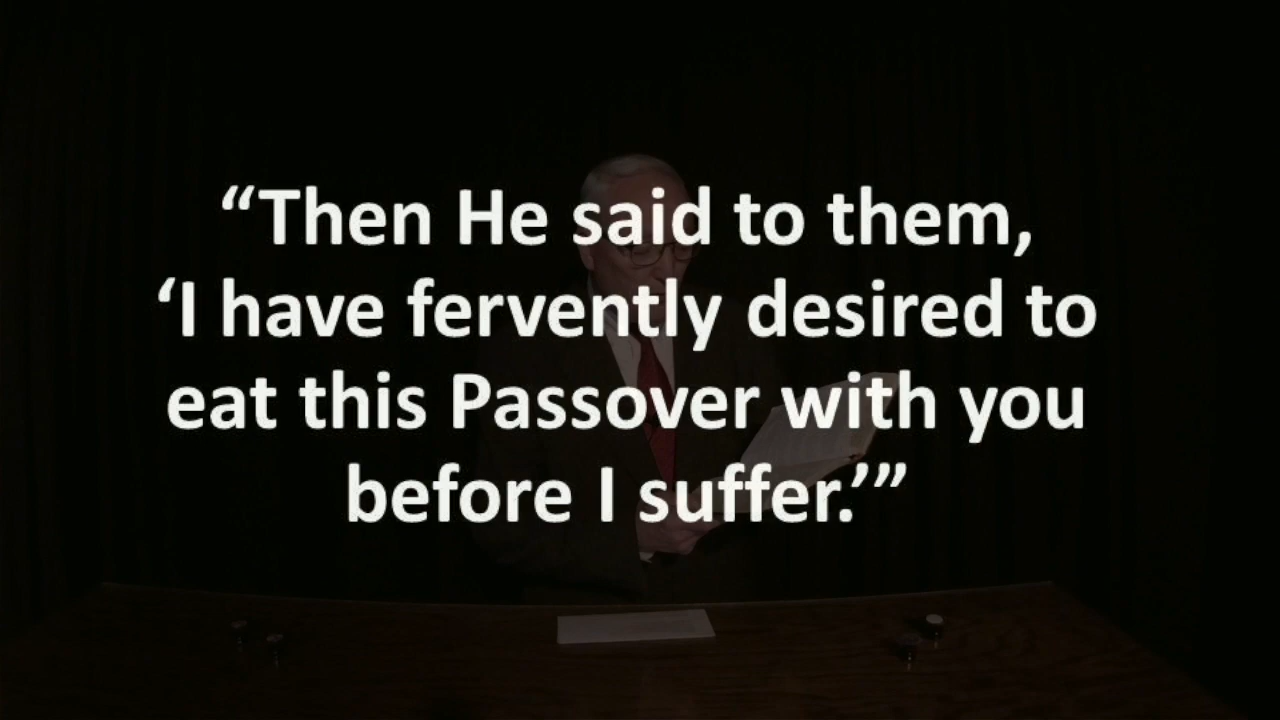 “Then He said to them,
‘I have fervently desired to
eat this Passover with you
before I suffer.’”